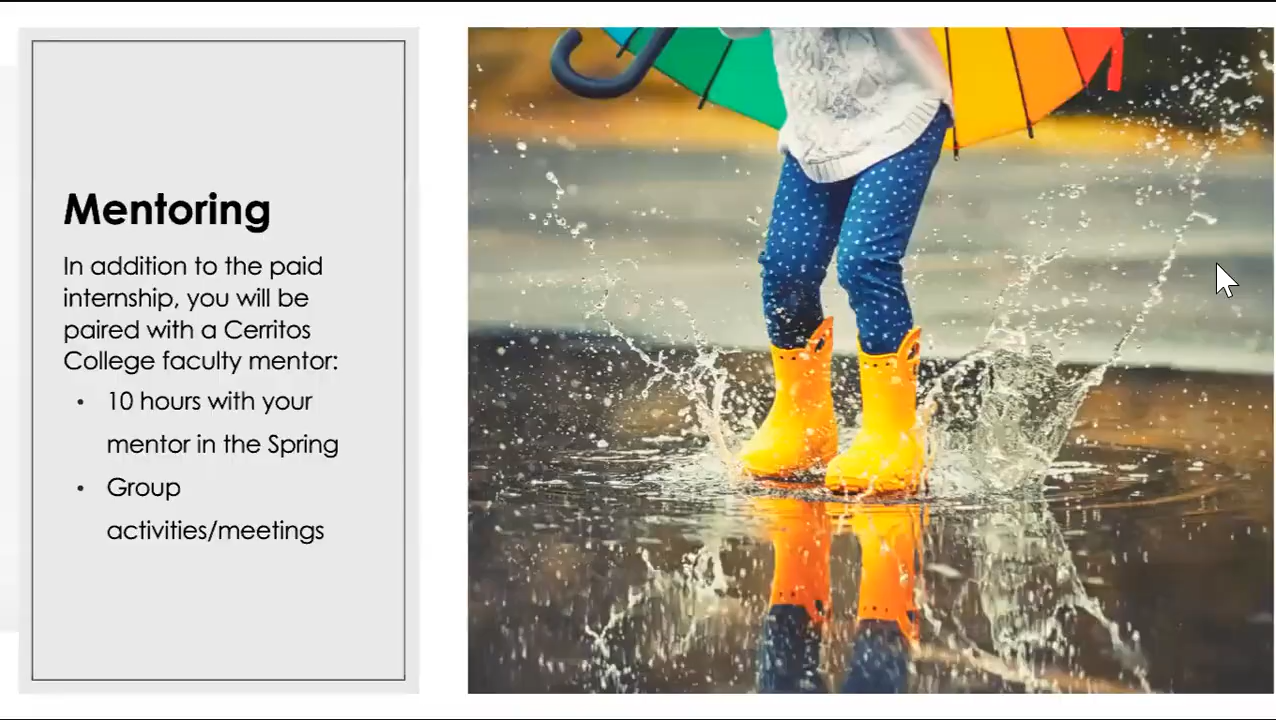 Mentoring
In addition to the paid
internship, you will be
paired with a Cerritos
College faculty mentor:
• 10 hours with your
mentor in the Spring
• Group
activities/meetings